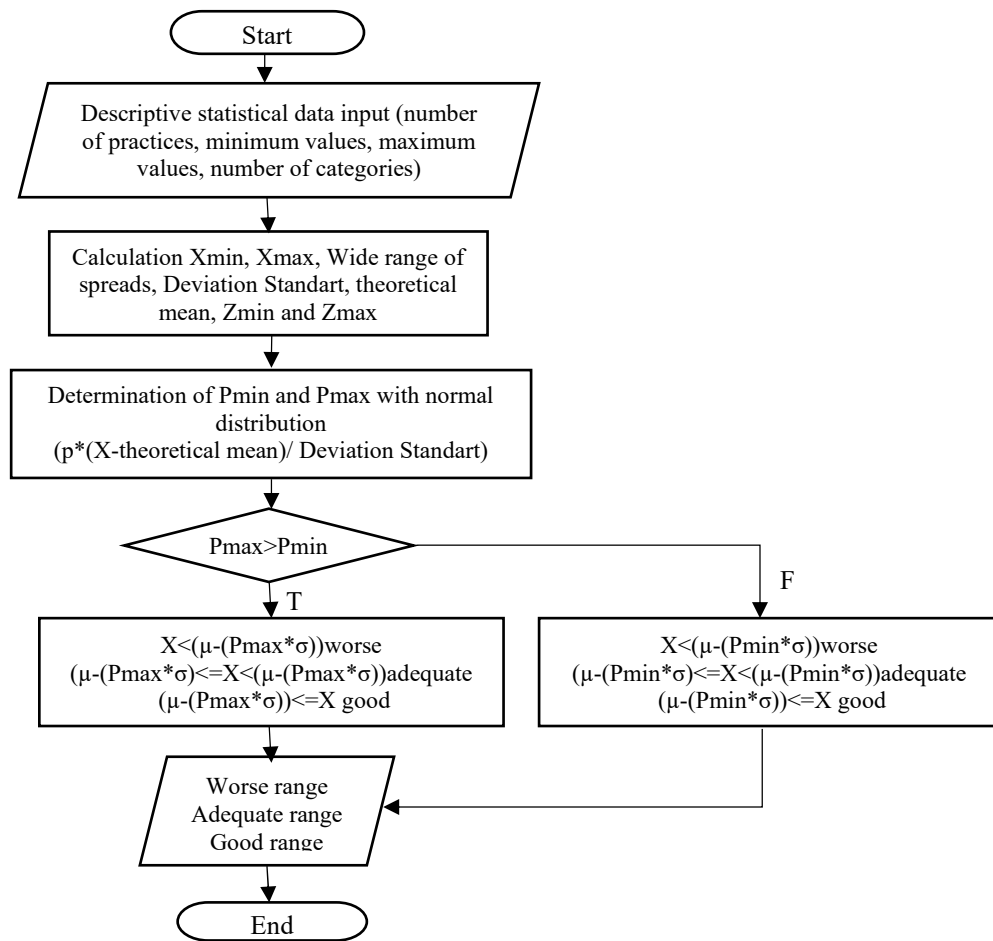 Start
Descriptive statistical data input (number
of practices, minimum values, maximum
values, number of categories)
Calculation Xmin, Xmax, Wide range of
spreads, Deviation Standart, theoretical
mean, Zmin and Zmax
Determination of Pmin and Pmax with normal
distribution
(p*(X-theoretical mean)/ Deviation Standart)
Pmax>Pmin
T
F
X<(μ-(Pmax*σ))worse
(μ-(Pmax*σ)<=X<(μ-(Pmax*σ))adequate
(μ-(Pmax*σ))<=X good
X<(μ-(Pmin*σ))worse
(μ-(Pmin*σ)<=X<(μ-(Pmin*σ))adequate
(μ-(Pmin*σ))<=X good
Worse range
Adequate range
Good range
End